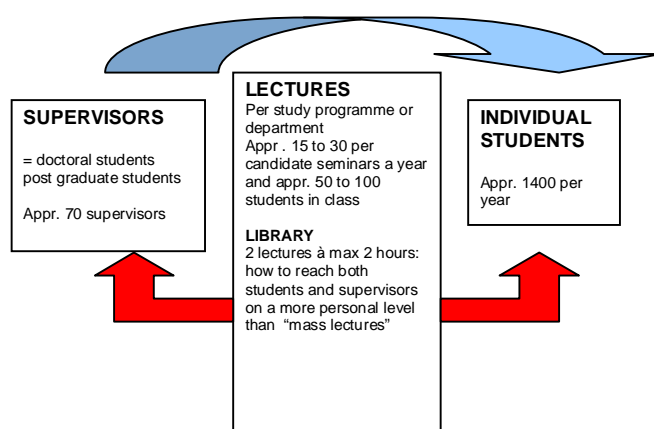 SUPERVISORS
= doctoral students
post graduate students
Appr. 70 supervisors
LECTURES
Per study programme or
department
Appr . 15 to 30 per
candidate seminars a year
and appr. 50 to 100
students in class
LIBRARY
2 lectures à max 2 hours:
how to reach both
students and supervisors
on a more personal level
than “mass lectures”
INDIVIDUAL
STUDENTS
Appr. 1400 per
year